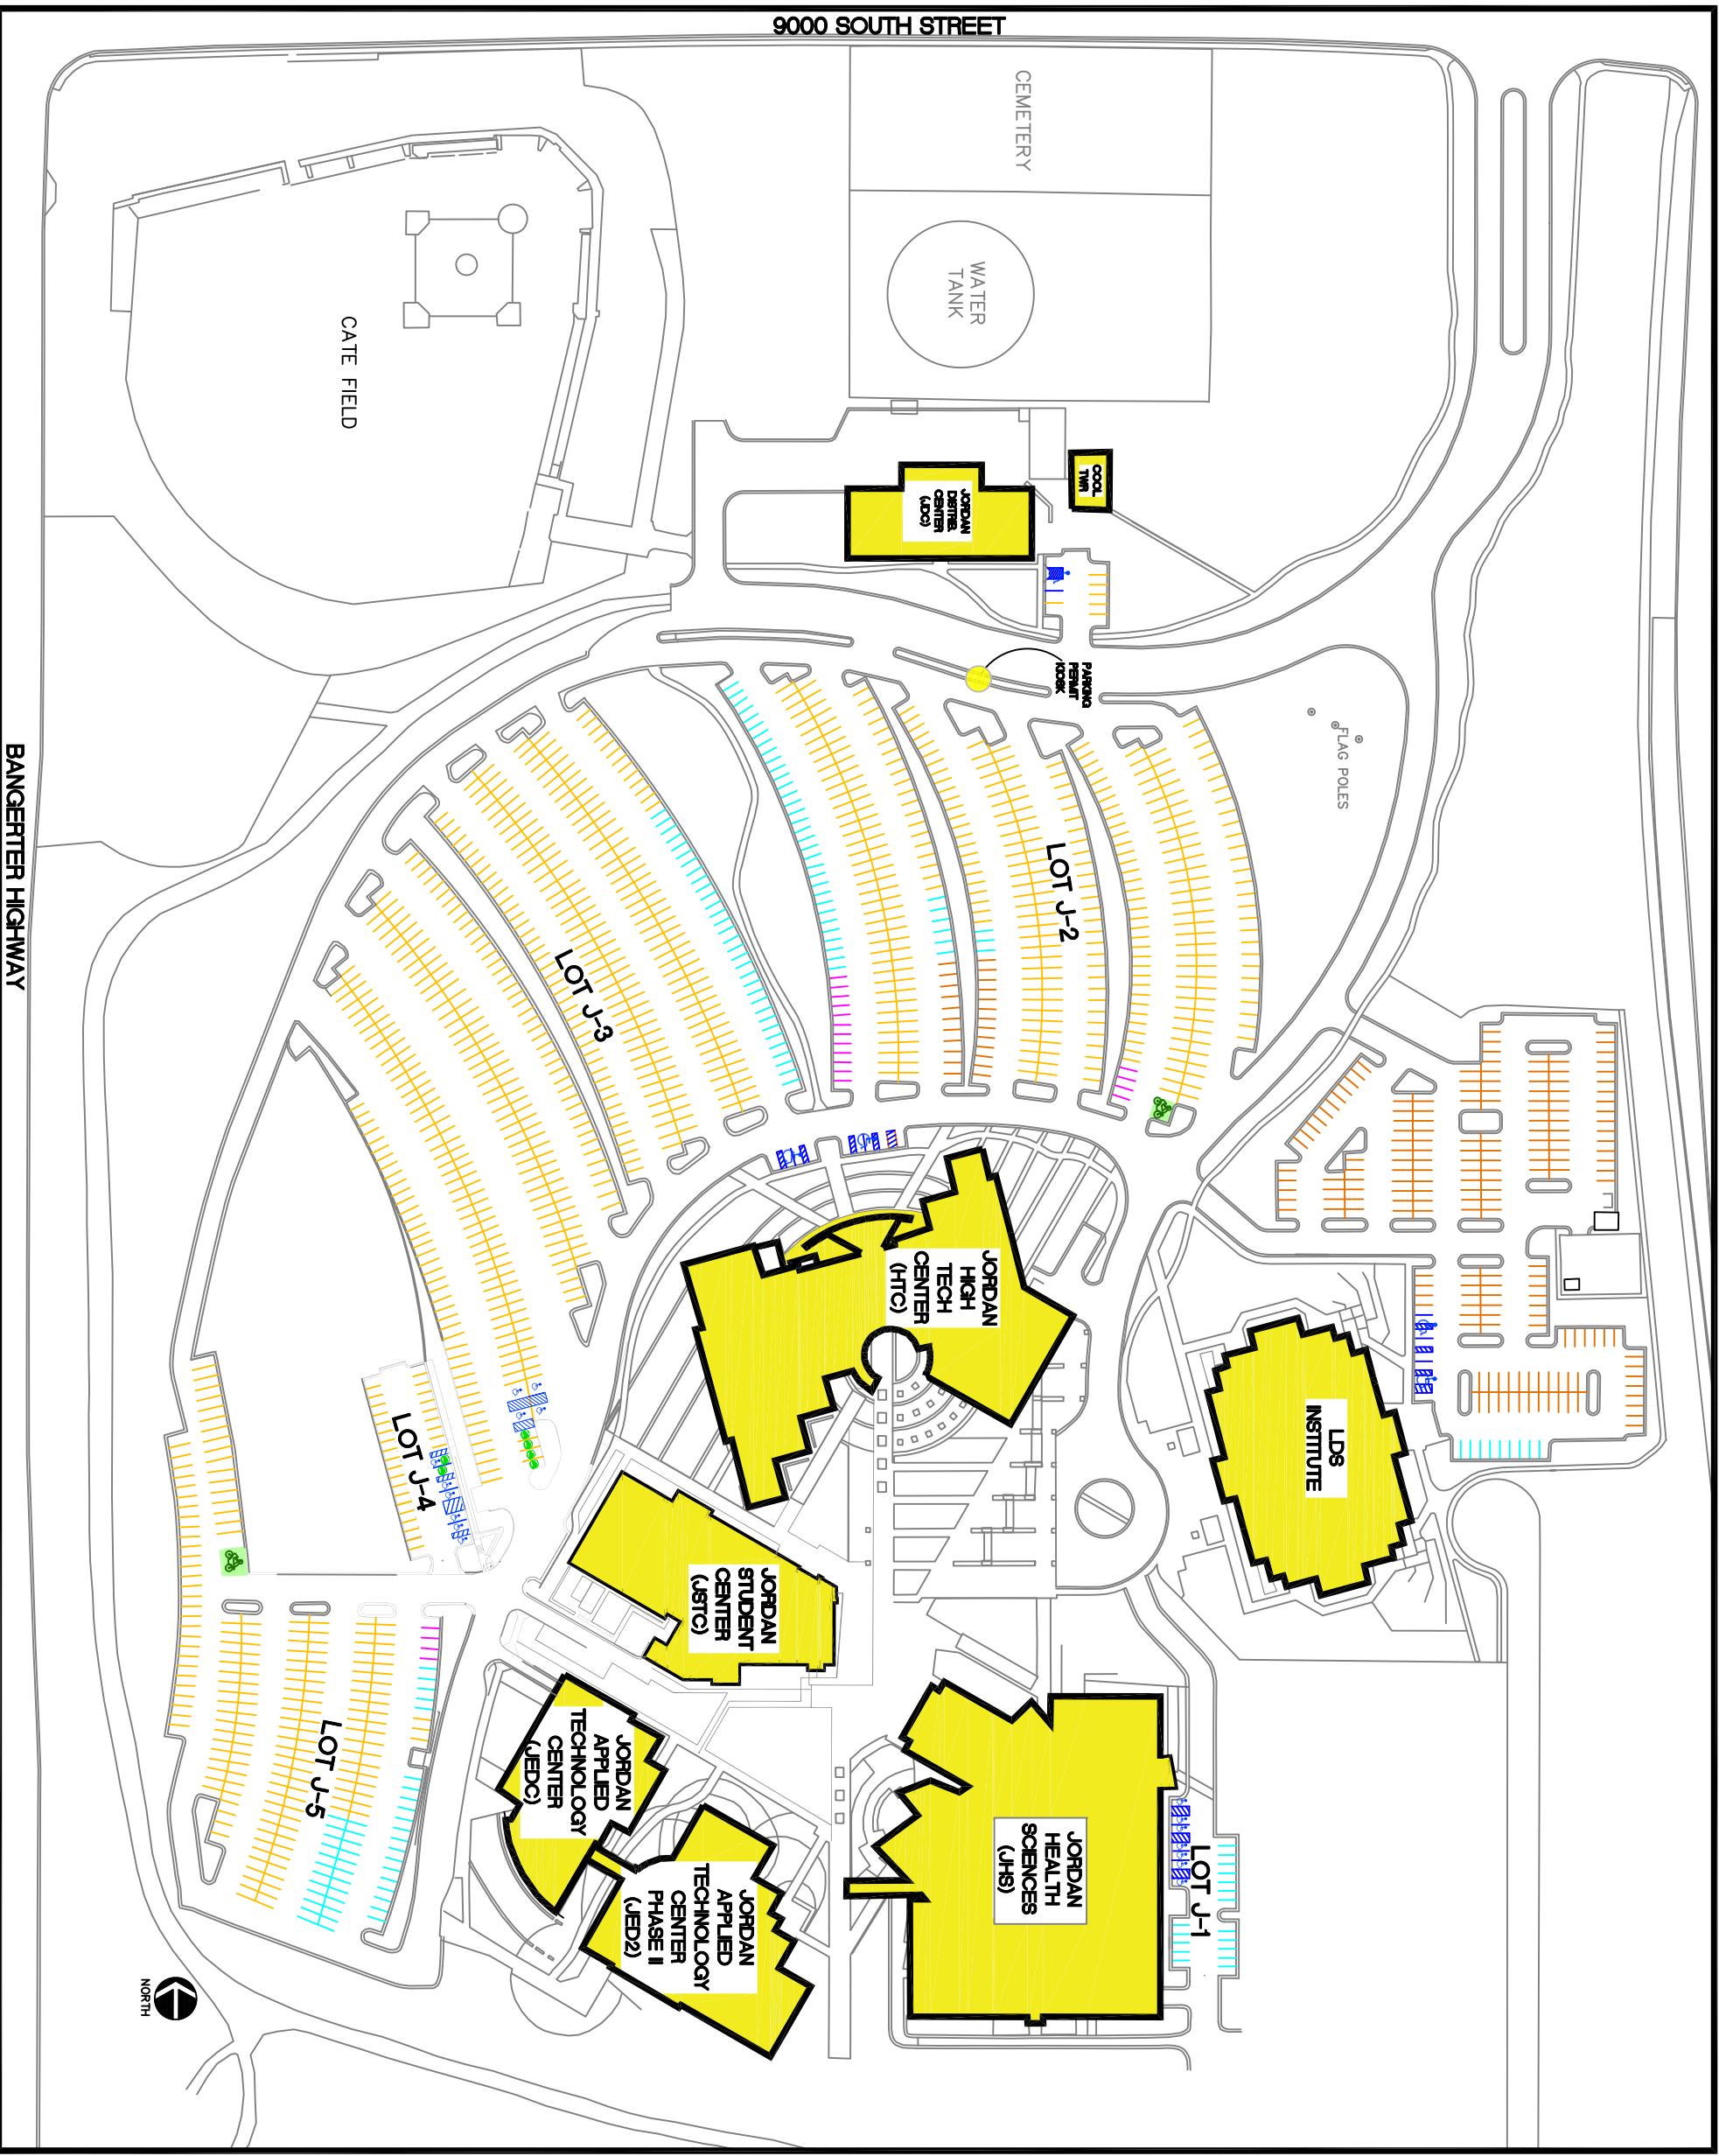 9000 SOUTH STREET
CEMETERY
WATER
TANK
CATE FIELD
COOL
TWR
JORDAN
DISTRIB.
CENTER
(JDC)
PARKING
PERMIT
KIOSK
FLAG POLES
LOT J-2
LOT J-3
BANGERTER HIGHWAY
JORDAN
HIGH
TECH
CENTER
(HTC)
LDS
INSTITUTE
LOT J-4
JORDAN
STUDENT
CENTER
(JSTC)
JORDAN
APPLIED
TECHNOLOGY
CENTER
(JEDC)
LOT J-5
JORDAN
HEALTH
SCIENCES
(JHS)
LOT J-1
JORDAN
APPLIED
TECHNOLOGY
CENTER
PHASE II
(JED2)
NORTH